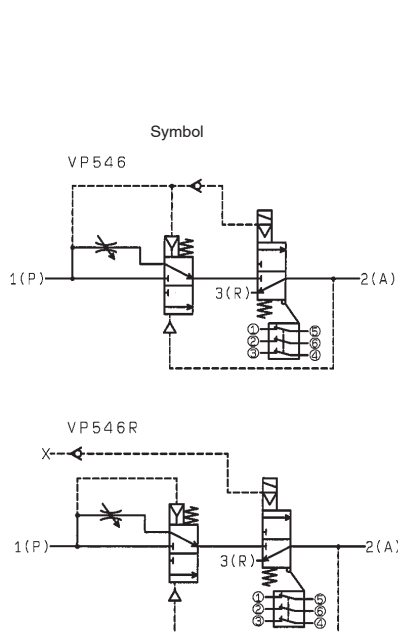 Symbol
VP546
1(P)
2(A)
3(R)
① ⑤
② ⑥
③ ④
VP546R
X
1(P)
2(A)
3(R)
① ⑤
② ⑥
③ ④